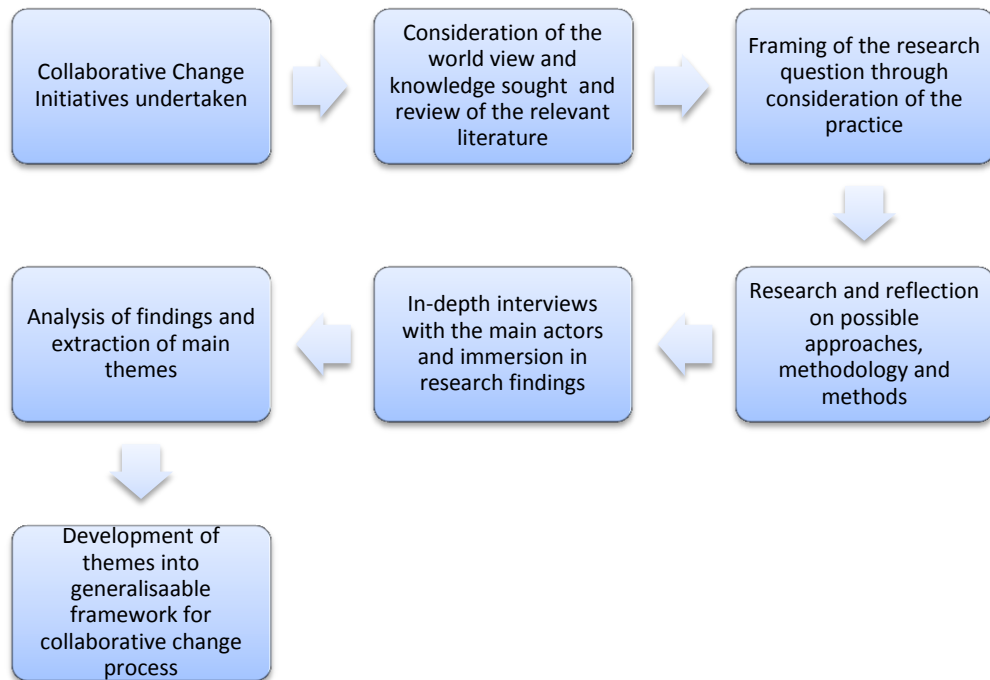 Collaborative Change
Initiatives undertaken
Consideration of the
world view and
knowledge sought and
review of the relevant
literature
Framing of the research
question through
consideration of the
practice
Research and reflection
on possible
approaches,
methodology and
methods
In-depth interviews
with the main actors
and immersion in
research findings
Analysis of findings and
extraction of main
themes
Development of
themes into
generalisaable
framework for
collaborative change
process